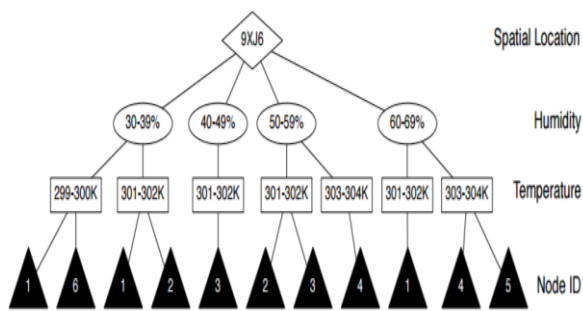 9XJ6 Spatial Location
30-39% 40-49% 50-59% 60-69% Humidity
299-300K 301-302K 301-302K 301-302K 303-304K 301-302K 303-304K Temperature
1 6 1 2 3 2 3 4 1 4 5 Node ID